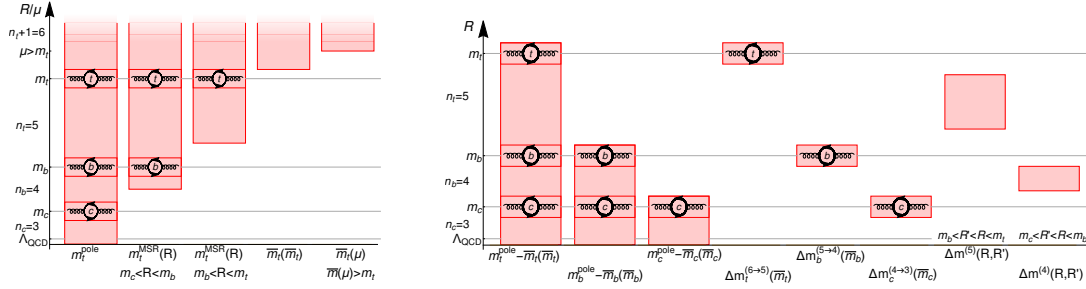 R/μ
n_t+1=6
μ>m_t
m_t
n_t=5
m_b
n_b=4
m_c
n_c=3
Λ_QCD
t
t
t
b
b
c
m_t^pole
m_t^MSR(R)
m_c<R<m_b
m_t^MSR(R)
m_b<R<m_t
m̅_t(m̅_t)
m̅_t(μ)
m̅(μ)>m_t
R
m_t
n_t=5
m_b
n_b=4
m_c
n_c=3
Λ_QCD
t
t
b
b
b
c
c
c
c
m_t^pole−m̅_t(m̅_t)
m_b^pole−m̅_b(m̅_b)
m_c^pole−m̅_c(m̅_c)
Δm_t^(6→5)(m̅_t)
Δm_b^(5→4)(m̅_b)
Δm_c^(4→3)(m̅_c)
m_b<R'<R<m_t
Δm^(5)(R,R')
m_c<R'<R<m_b
Δm^(4)(R,R')